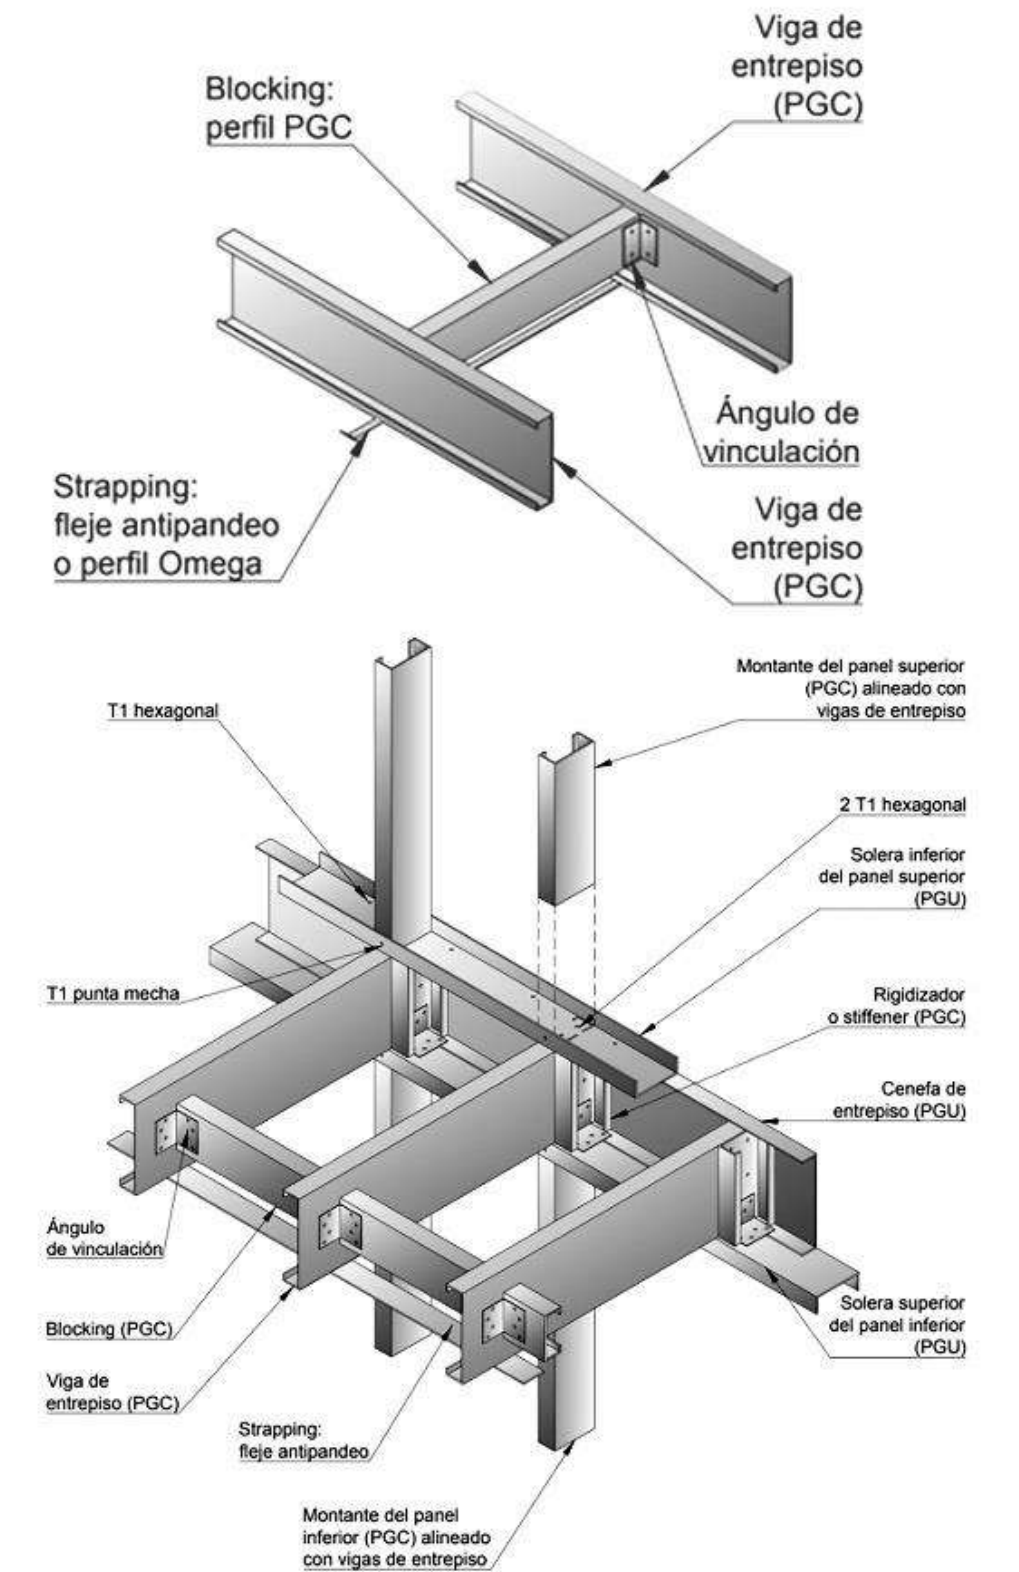 Viga de
entrepiso
(PGC)
Blocking:
perfil PGC
Ángulo de
vinculación
Strapping:
fleje antipandeo
o perfil Omega
Viga de
entrepiso
(PGC)
Montante del panel superior
(PGC) alineado con
vigas de entrepiso
T1 hexagonal
2 T1 hexagonal
Solera inferior
del panel superior
(PGU)
T1 punta mecha
Rigidizador
o stiffener (PGC)
Cenefa de
entrepiso (PGU)
Ángulo
de vinculación
Blocking (PGC)
Solera superior
del panel inferior
(PGU)
Viga de
entrepiso (PGC)
Strapping:
fleje antipandeo
Montante del panel
inferior (PGC) alineado
con vigas de entrepiso